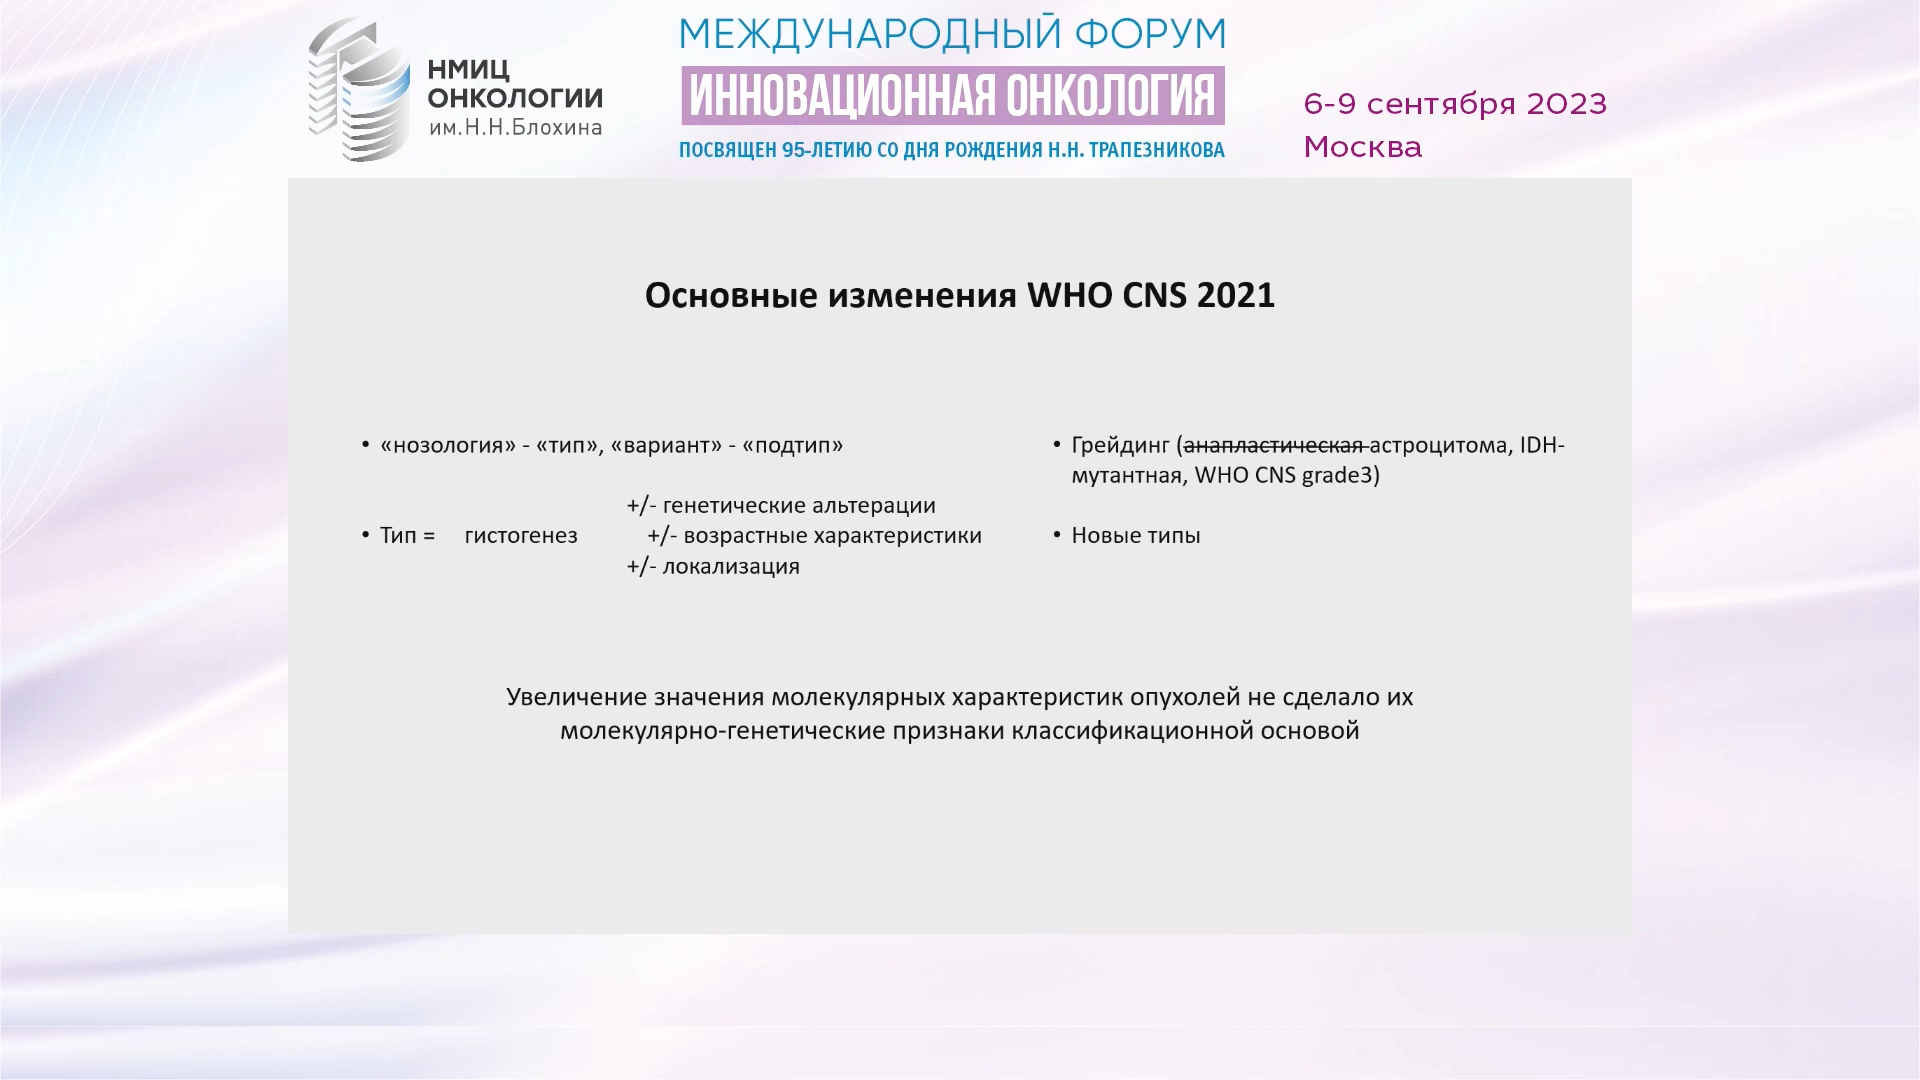 НМИЦ
ОНКОЛОГИИ
им.Н.Н.Блохина
МЕЖДУНАРОДНЫЙ ФОРУМ
ИННОВАЦИОННАЯ ОНКОЛОГИЯ
ПОСВЯЩЕН 95-ЛЕТИЮ СО ДНЯ РОЖДЕНИЯ Н.Н. ТРАПЕЗНИКОВА
6-9 сентября 2023
Москва
Основные изменения WHO CNS 2021
• «нозология» - «тип», «вариант» - «подтип»
+/- генетические альтерации
• Тип = гистогенез +/- возрастные характеристики
+/- локализация
• Грейдинг (анапластическая астроцитома, IDH-
мутантная, WHO CNS grade3)
• Новые типы
Увеличение значения молекулярных характеристик опухолей не сделало их
молекулярно-генетические признаки классификационной основой